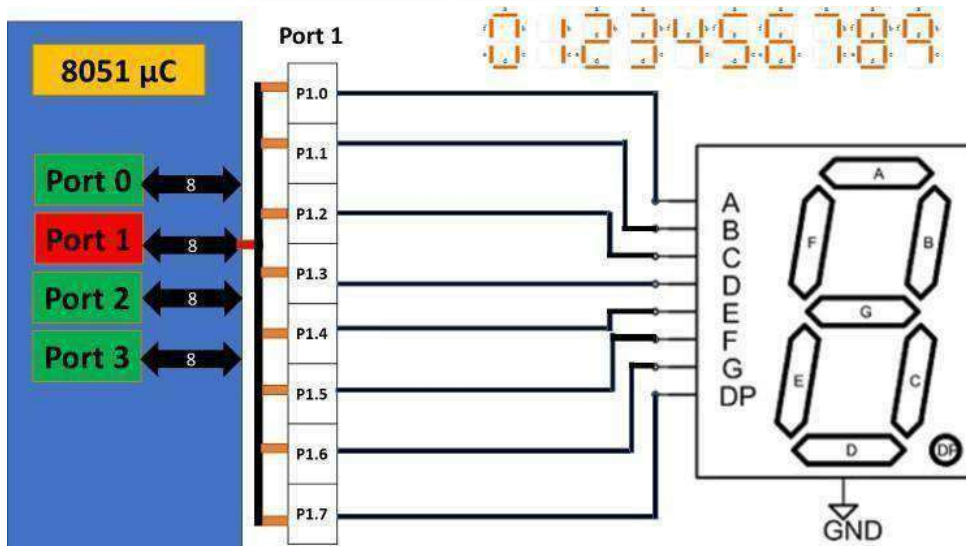 Port 1
8051 µC
P1.0
P1.1
Port 0
8
P1.2
Port 1
8
P1.3
Port 2
8
P1.4
Port 3
8
P1.5
P1.6
P1.7
A
B
C
D
E
F
G
DP
A
F
B
G
E
C
D
DP
GND